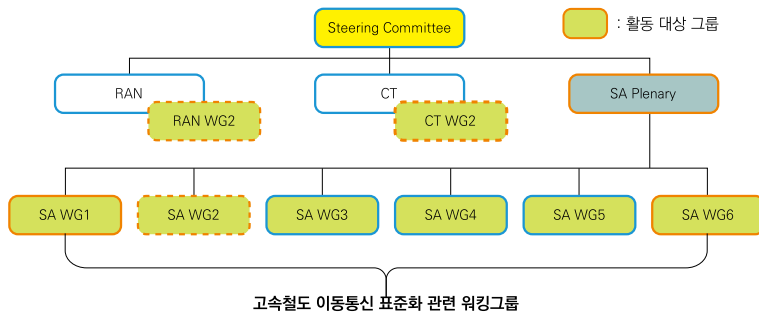 Steering Committee
: 활동 대상 그룹
RAN
CT
SA Plenary
RAN WG2
CT WG2
SA WG1
SA WG2
SA WG3
SA WG4
SA WG5
SA WG6
고속철도 이동통신 표준화 관련 워킹그룹